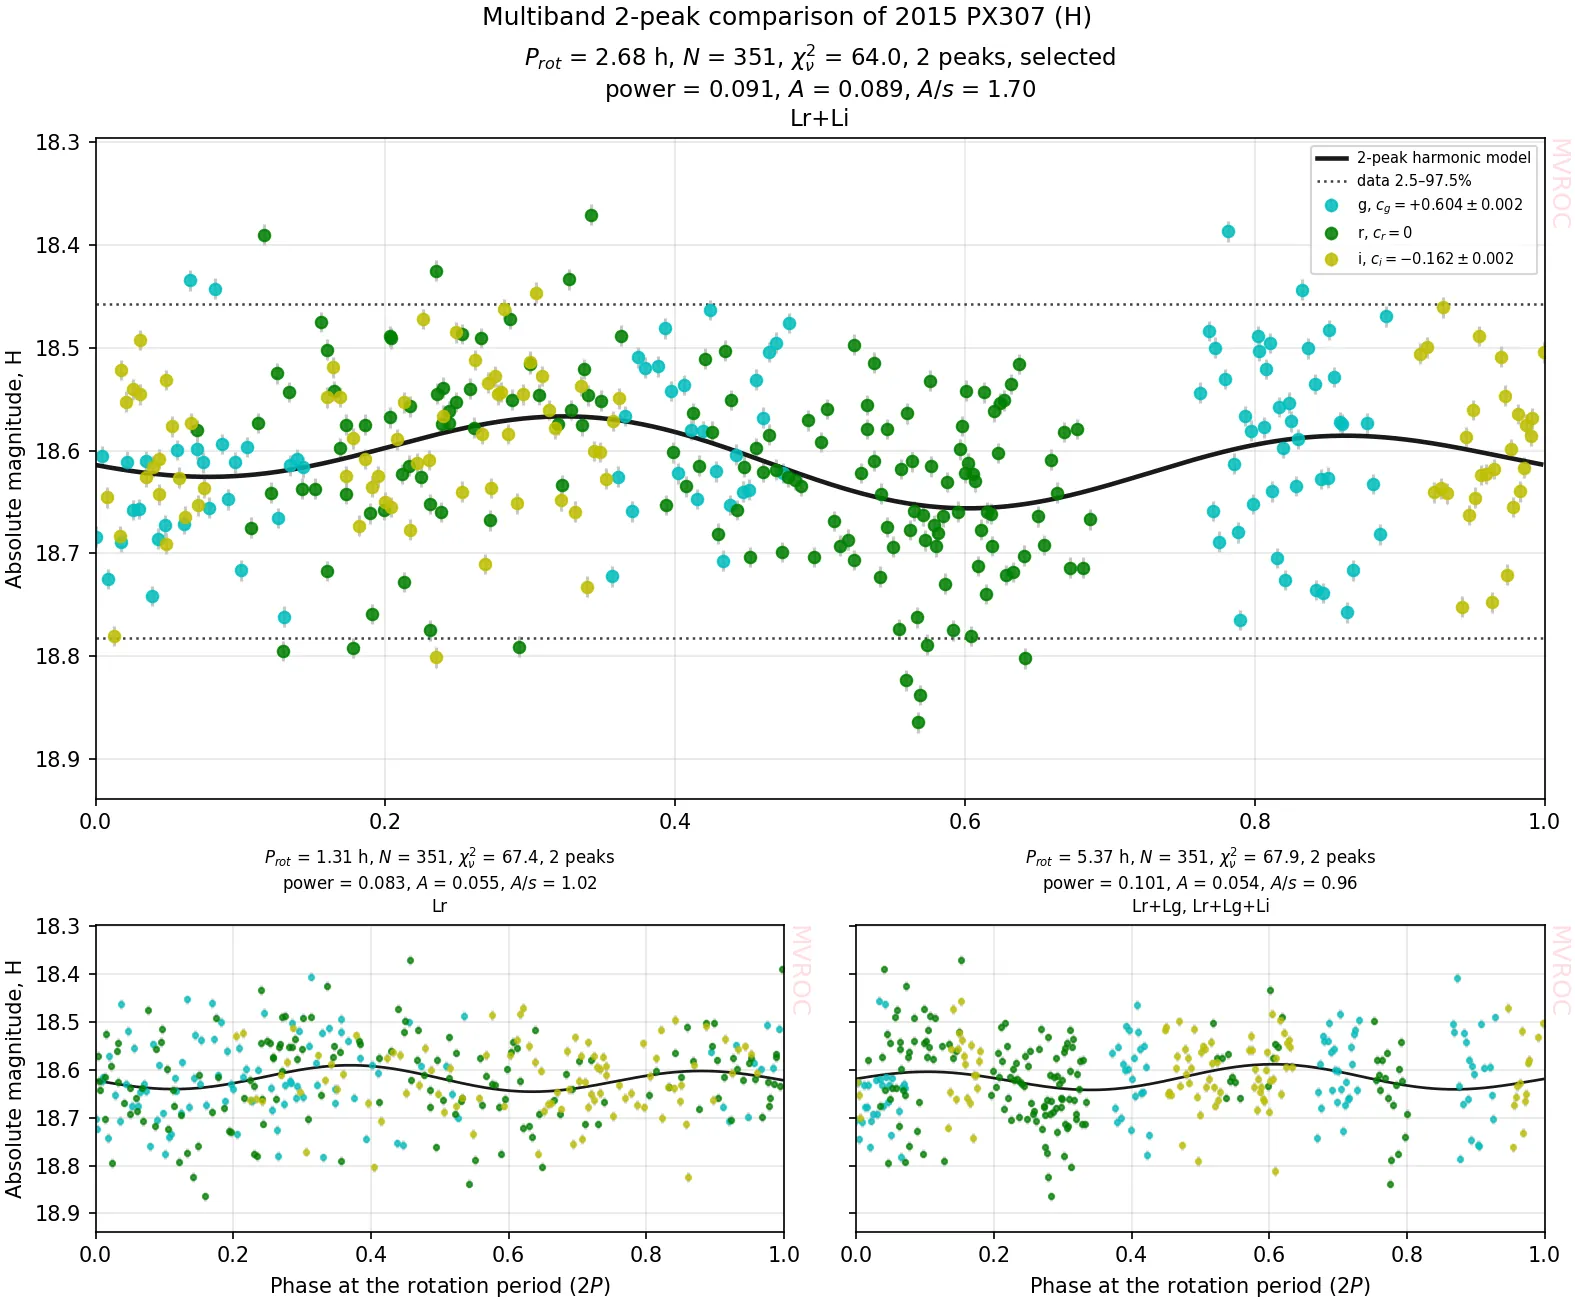 Multiband 2-peak comparison of 2015 PX307 (H)
P_rot = 2.68 h, N = 351, χ²_ν = 64.0, 2 peaks, selected
power = 0.091, A = 0.089, A/s = 1.70
Lr+Li
18.3
18.4
18.5
18.6
18.7
18.8
18.9
Absolute magnitude, H
0.0 0.2 0.4 0.6 0.8 1.0
2-peak harmonic model
data 2.5–97.5%
g, c_g = +0.604 ± 0.002
r, c_r = 0
i, c_i = −0.162 ± 0.002
MVROC
P_rot = 1.31 h, N = 351, χ²_ν = 67.4, 2 peaks
power = 0.083, A = 0.055, A/s = 1.02
Lr
18.3
18.4
18.5
18.6
18.7
18.8
18.9
Absolute magnitude, H
0.0 0.2 0.4 0.6 0.8 1.0
Phase at the rotation period (2P)
MVROC
P_rot = 5.37 h, N = 351, χ²_ν = 67.9, 2 peaks
power = 0.101, A = 0.054, A/s = 0.96
Lr+Lg, Lr+Lg+Li
0.0 0.2 0.4 0.6 0.8 1.0
Phase at the rotation period (2P)
MVROC